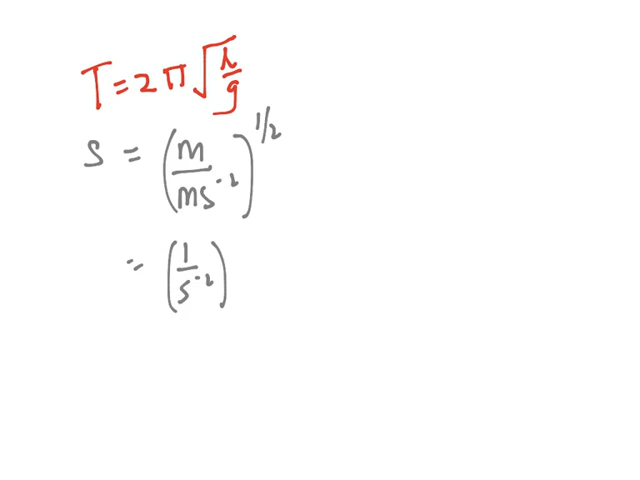 T = 2π√(l/g)
s = (m/ms⁻²)^1/2
= (1/s⁻²)